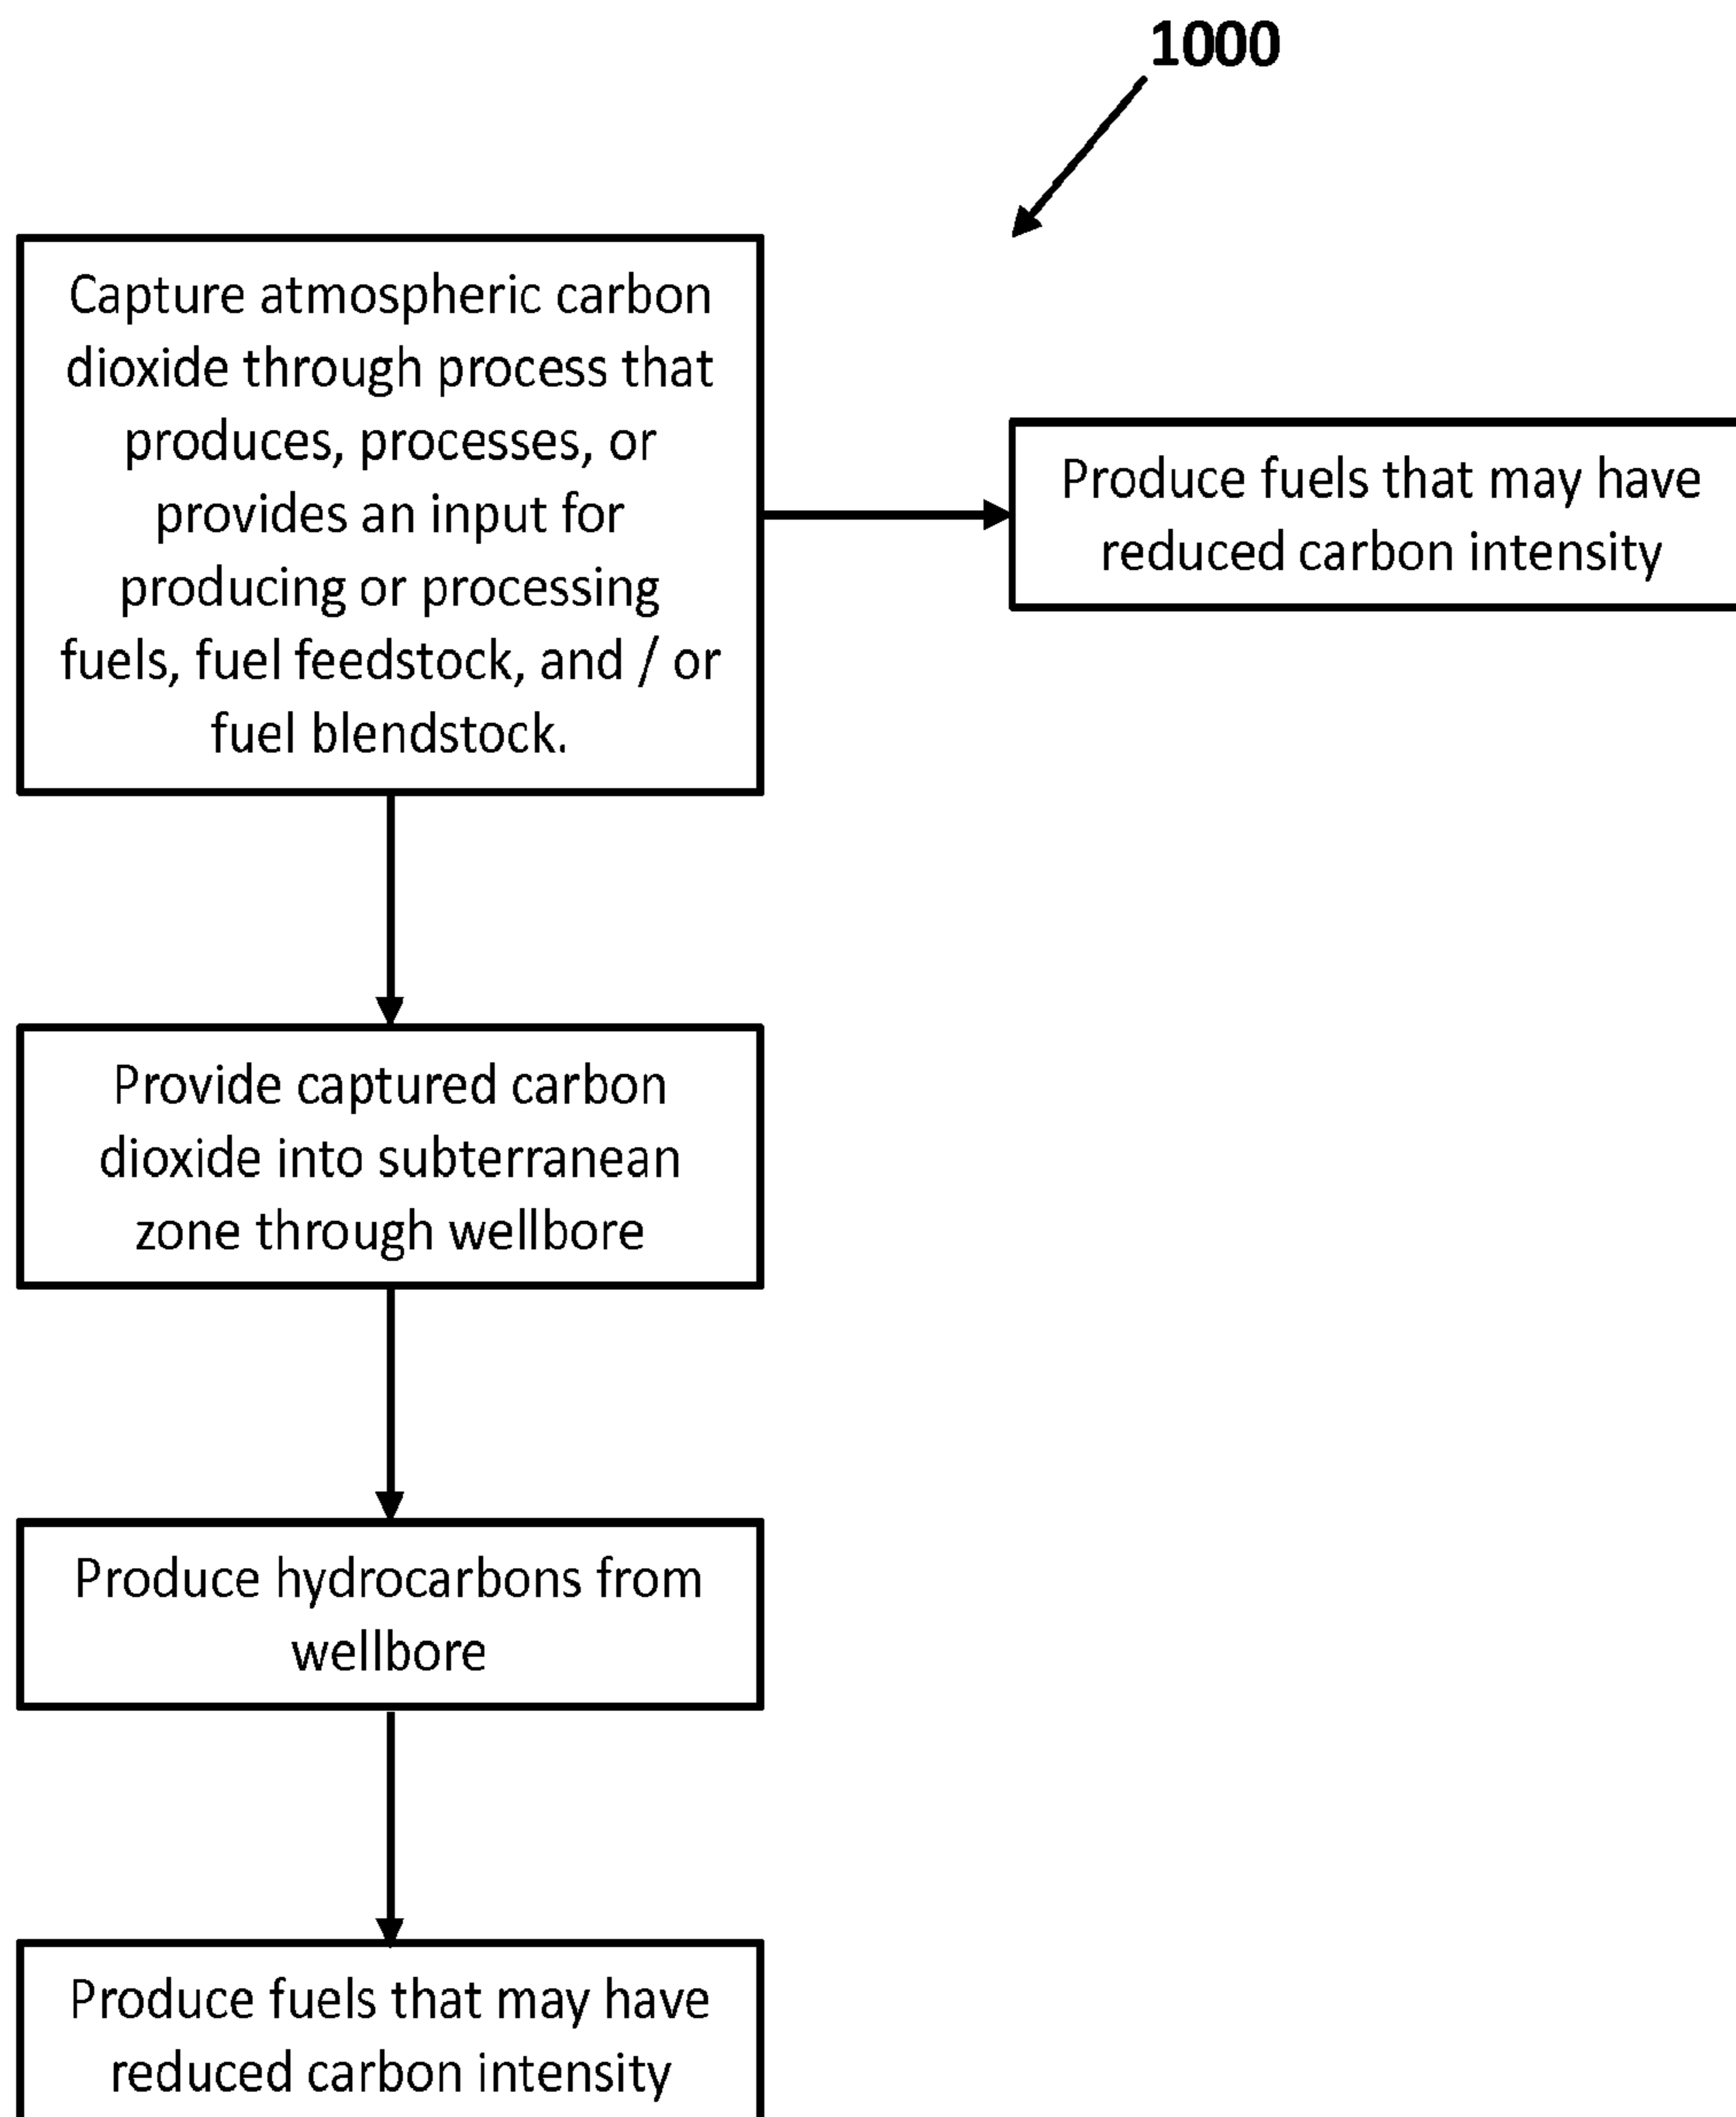 1000
Capture atmospheric carbon
dioxide through process that
produces, processes, or
provides an input for
producing or processing
fuels, fuel feedstock, and / or
fuel blendstock.
Produce fuels that may have
reduced carbon intensity
Provide captured carbon
dioxide into subterranean
zone through wellbore
Produce hydrocarbons from
wellbore
Produce fuels that may have
reduced carbon intensity